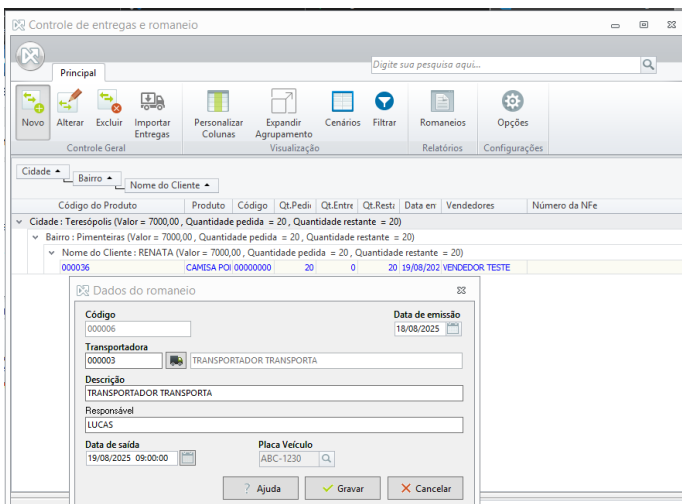 Controle de entregas e romaneio
Digite sua pesquisa aqui...
Principal
Novo Alterar Excluir Importar Entregas Personalizar Colunas Expandir Agrupamento Cenários Filtrar Romaneios Opções
Controle Geral Visualização Relatórios Configurações
Cidade
Bairro
Nome do Cliente
Código do Produto Produto Código Qt.Pedi Qt.Entre Qt.Resta Data en Vendedores Número da NFe
Cidade : Teresópolis (Valor = 7000,00 , Quantidade pedida = 20 , Quantidade restante = 20)
Bairro : Pimenteiras (Valor = 7000,00 , Quantidade pedida = 20 , Quantidade restante = 20)
Nome do Cliente : RENATA (Valor = 7000,00 , Quantidade pedida = 20 , Quantidade restante = 20)
000036 CAMISA POI 00000000 20 0 20 19/08/202 VENDEDOR TESTE
Dados do romaneio
Código Data de emissão
000006 18/08/2025
Transportadora
000003 TRANSPORTADOR TRANSPORTA
Descrição
TRANSPORTADOR TRANSPORTA
Responsável
LUCAS
Data de saída Placa Veículo
19/08/2025 09:00:00 ABC-1230
? Ajuda Gravar Cancelar